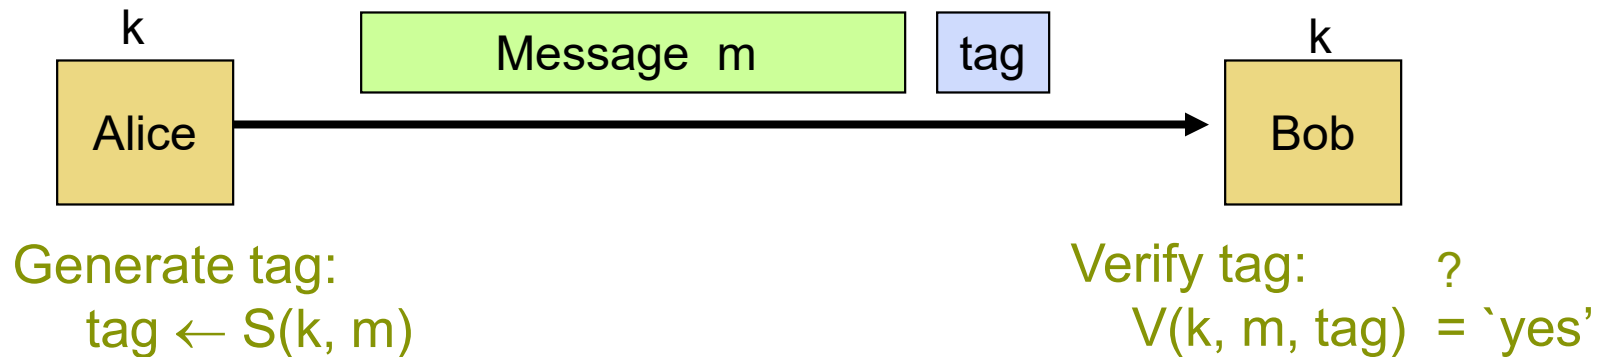 k
Message m
tag
k
Alice
Bob
Generate tag:
tag ← S(k, m)
Verify tag:
?
V(k, m, tag) = `yes’